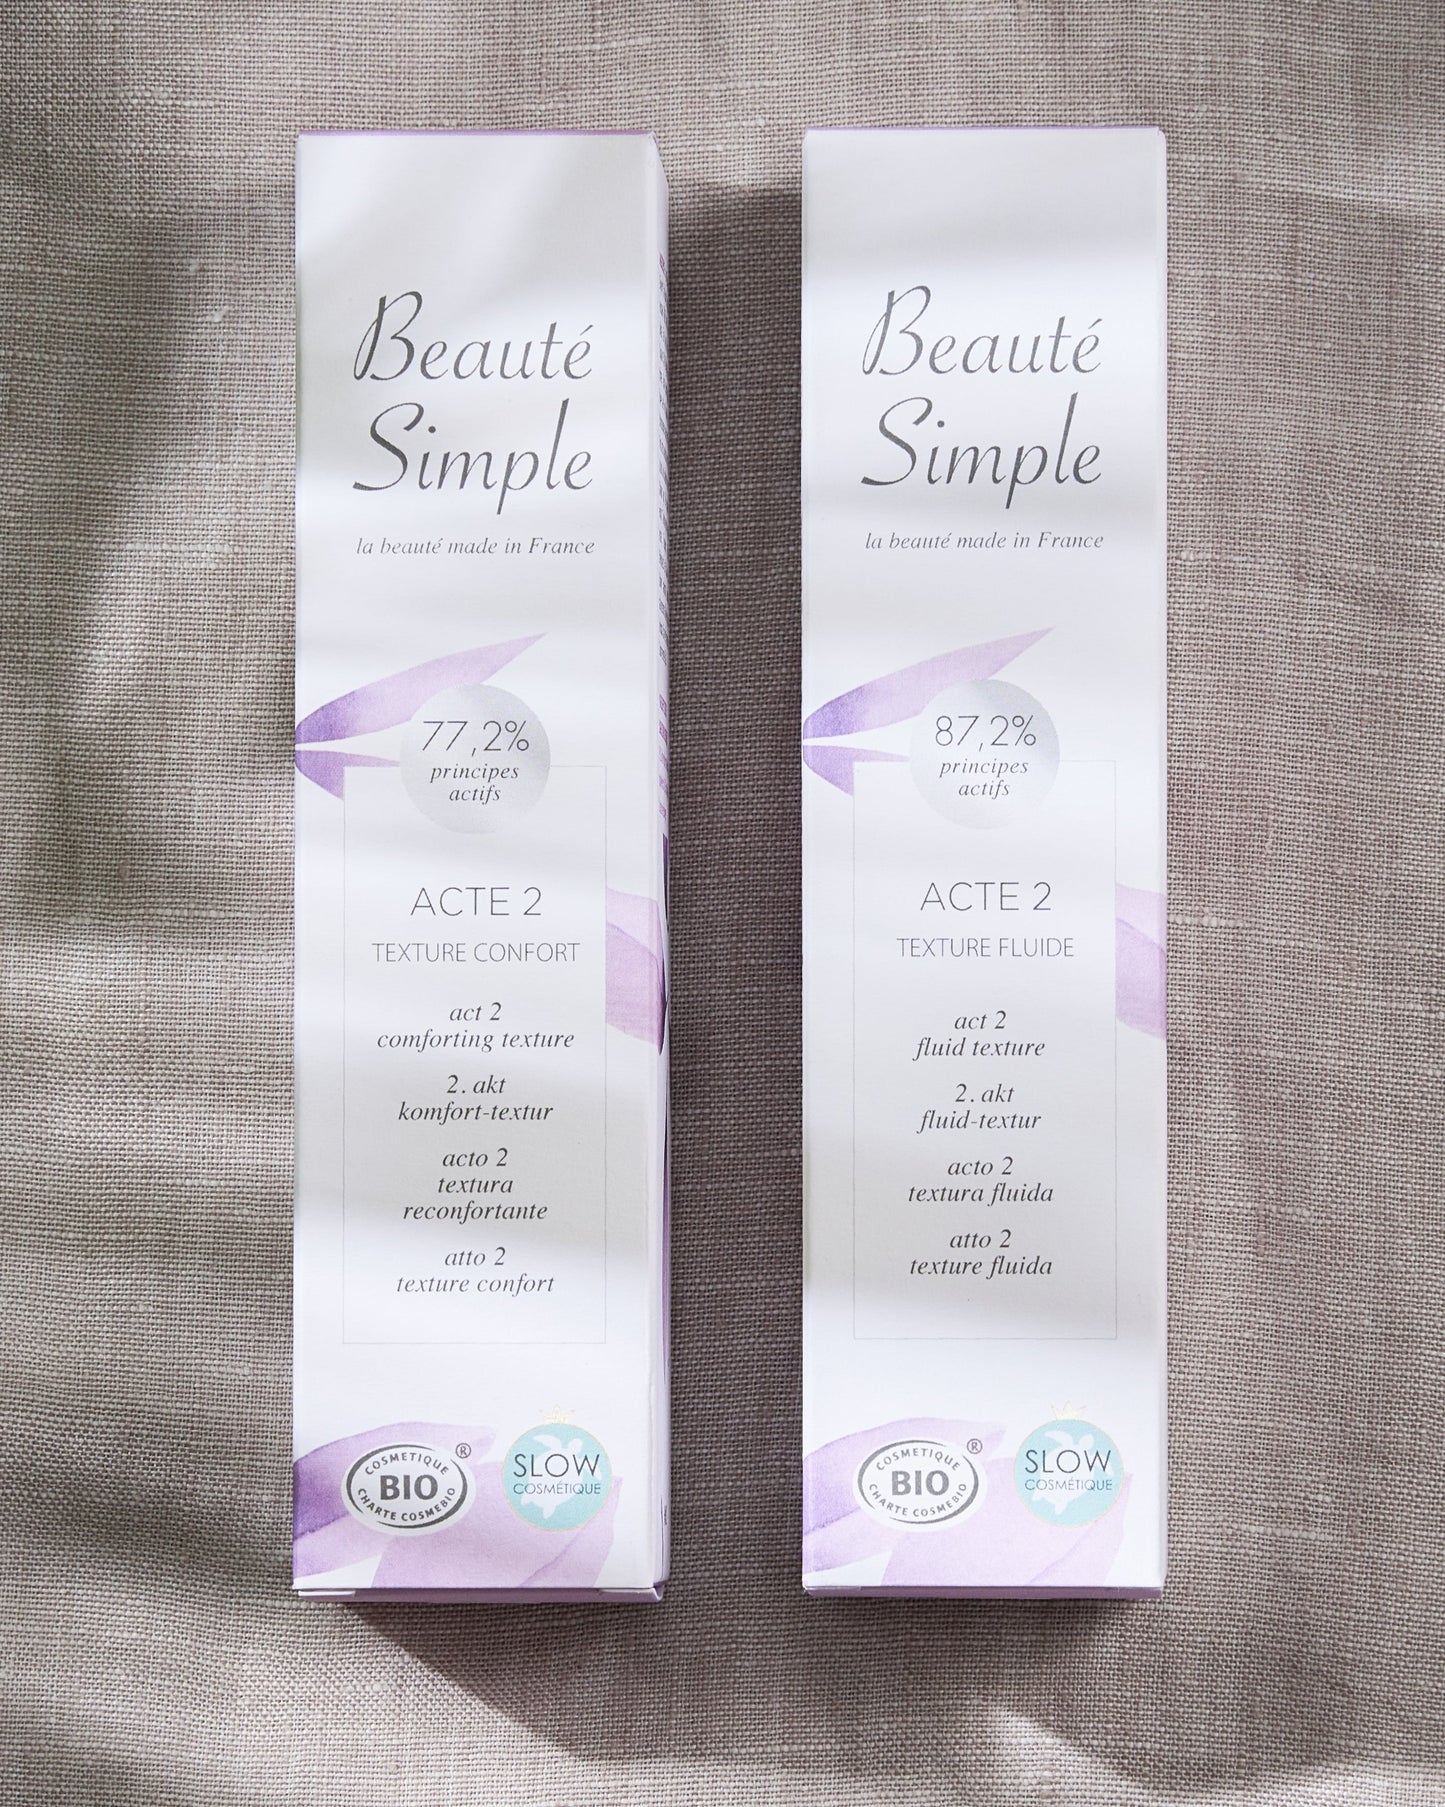 Beauté
Simple
la beauté made in France
77,2%
principes
actifs
ACTE 2
TEXTURE CONFORT
act 2
comforting texture
2. akt
komfort-textur
acto 2
textura
reconfortante
atto 2
texture confort
COSMETIQUE
BIO
CHARTE COSMEBIO
®
SLOW
COSMÉTIQUE
Beauté
Simple
la beauté made in France
87,2%
principes
actifs
ACTE 2
TEXTURE FLUIDE
act 2
fluid texture
2. akt
fluid-textur
acto 2
textura fluida
atto 2
texture fluida
COSMETIQUE
BIO
CHARTE COSMEBIO
®
SLOW
COSMÉTIQUE